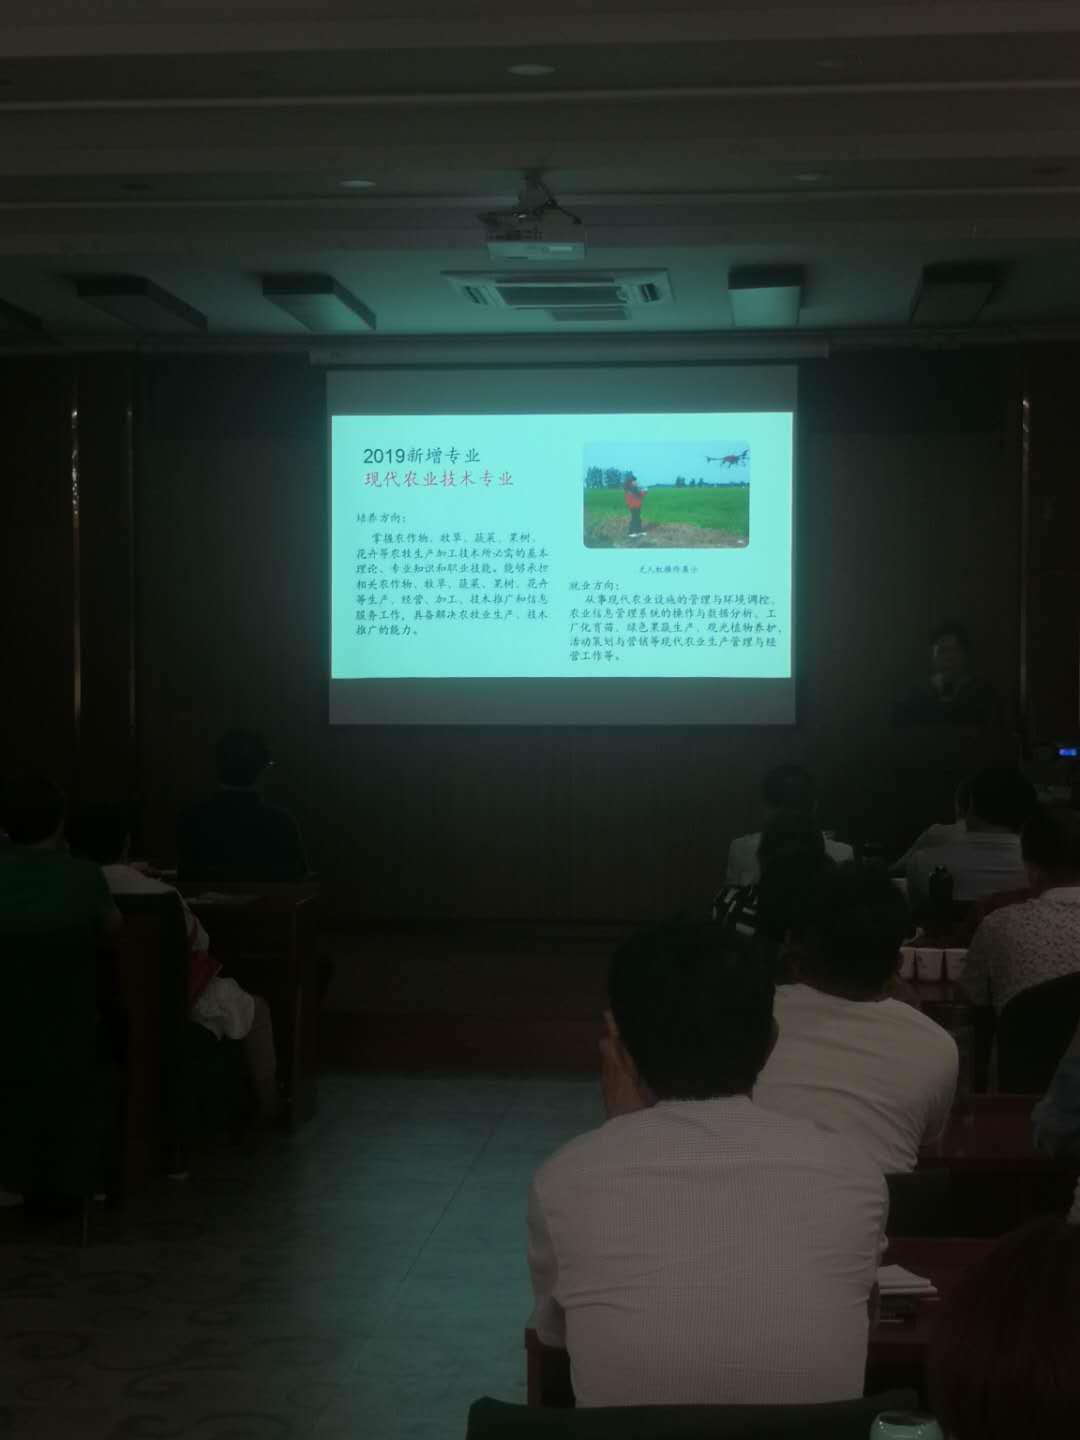 2019新增专业
现代农业技术专业
培养方向：
掌握农作物、牧草、蔬菜、果树、
花卉等农牧生产加工技术所必需的基本
理论、专业知识和职业技能。能够承担
相关农作物、牧草、蔬菜、果树、花卉
等生产、经营、加工、技术推广和信息
服务工作，具备解决农牧业生产、技术
推广的能力。
无人机操作展示
就业方向：
从事现代农业设施的管理与环境调控、
农业信息管理系统的操作与数据分析、工
厂化育苗、绿色果蔬生产、观光植物养护，
活动策划与营销等现代农业生产管理与经
营工作等。